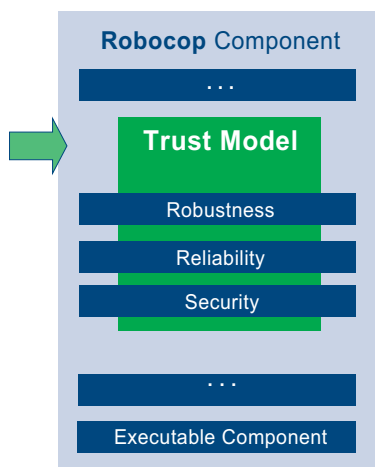 Robocop Component
...
Trust Model
Robustness
Reliability
Security
...
Executable Component